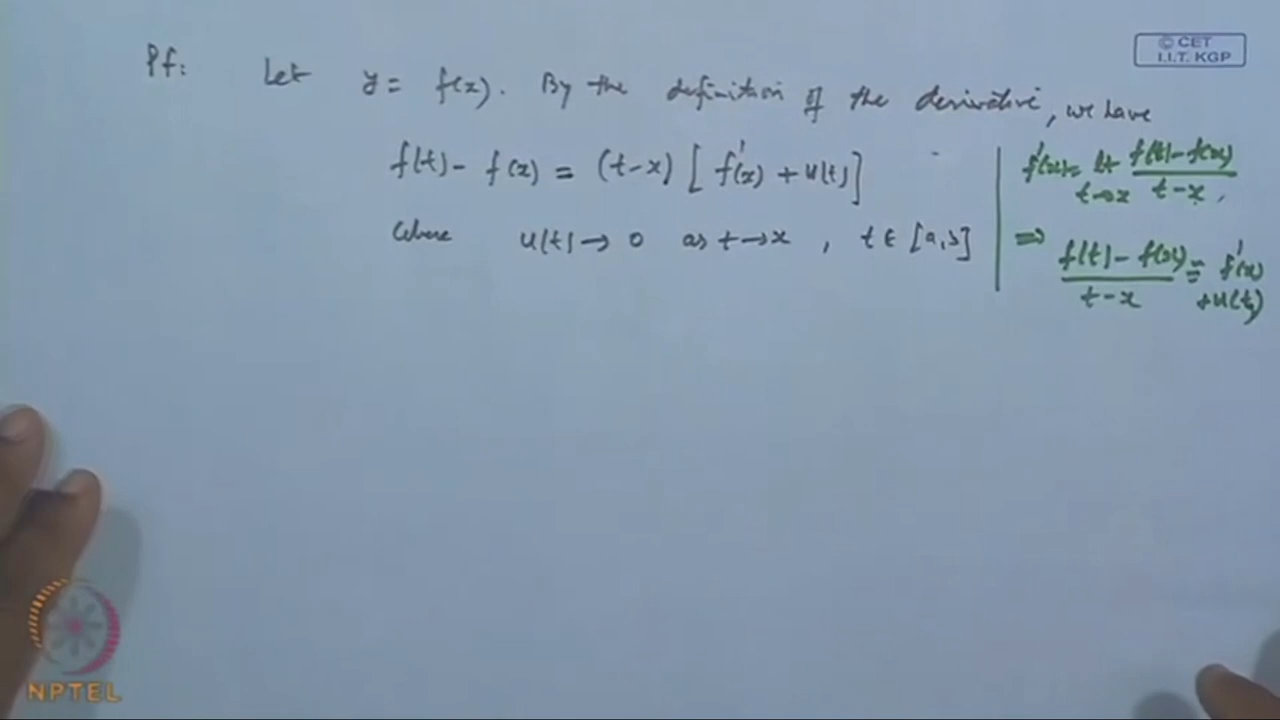 © CET
I.I.T. KGP
Pf: Let y = f(x). By the definition of the derivative, we have
f(t) - f(x) = (t-x) [ f'(x) + u(t) ]
where u(t) → 0 as t → x , t ∈ [a,b]
f'(x) = lt f(t) - f(x) / t - x ,
t→x
⇒ f(t) - f(x) / t - x = f'(x)
+ u(t)
NPTEL